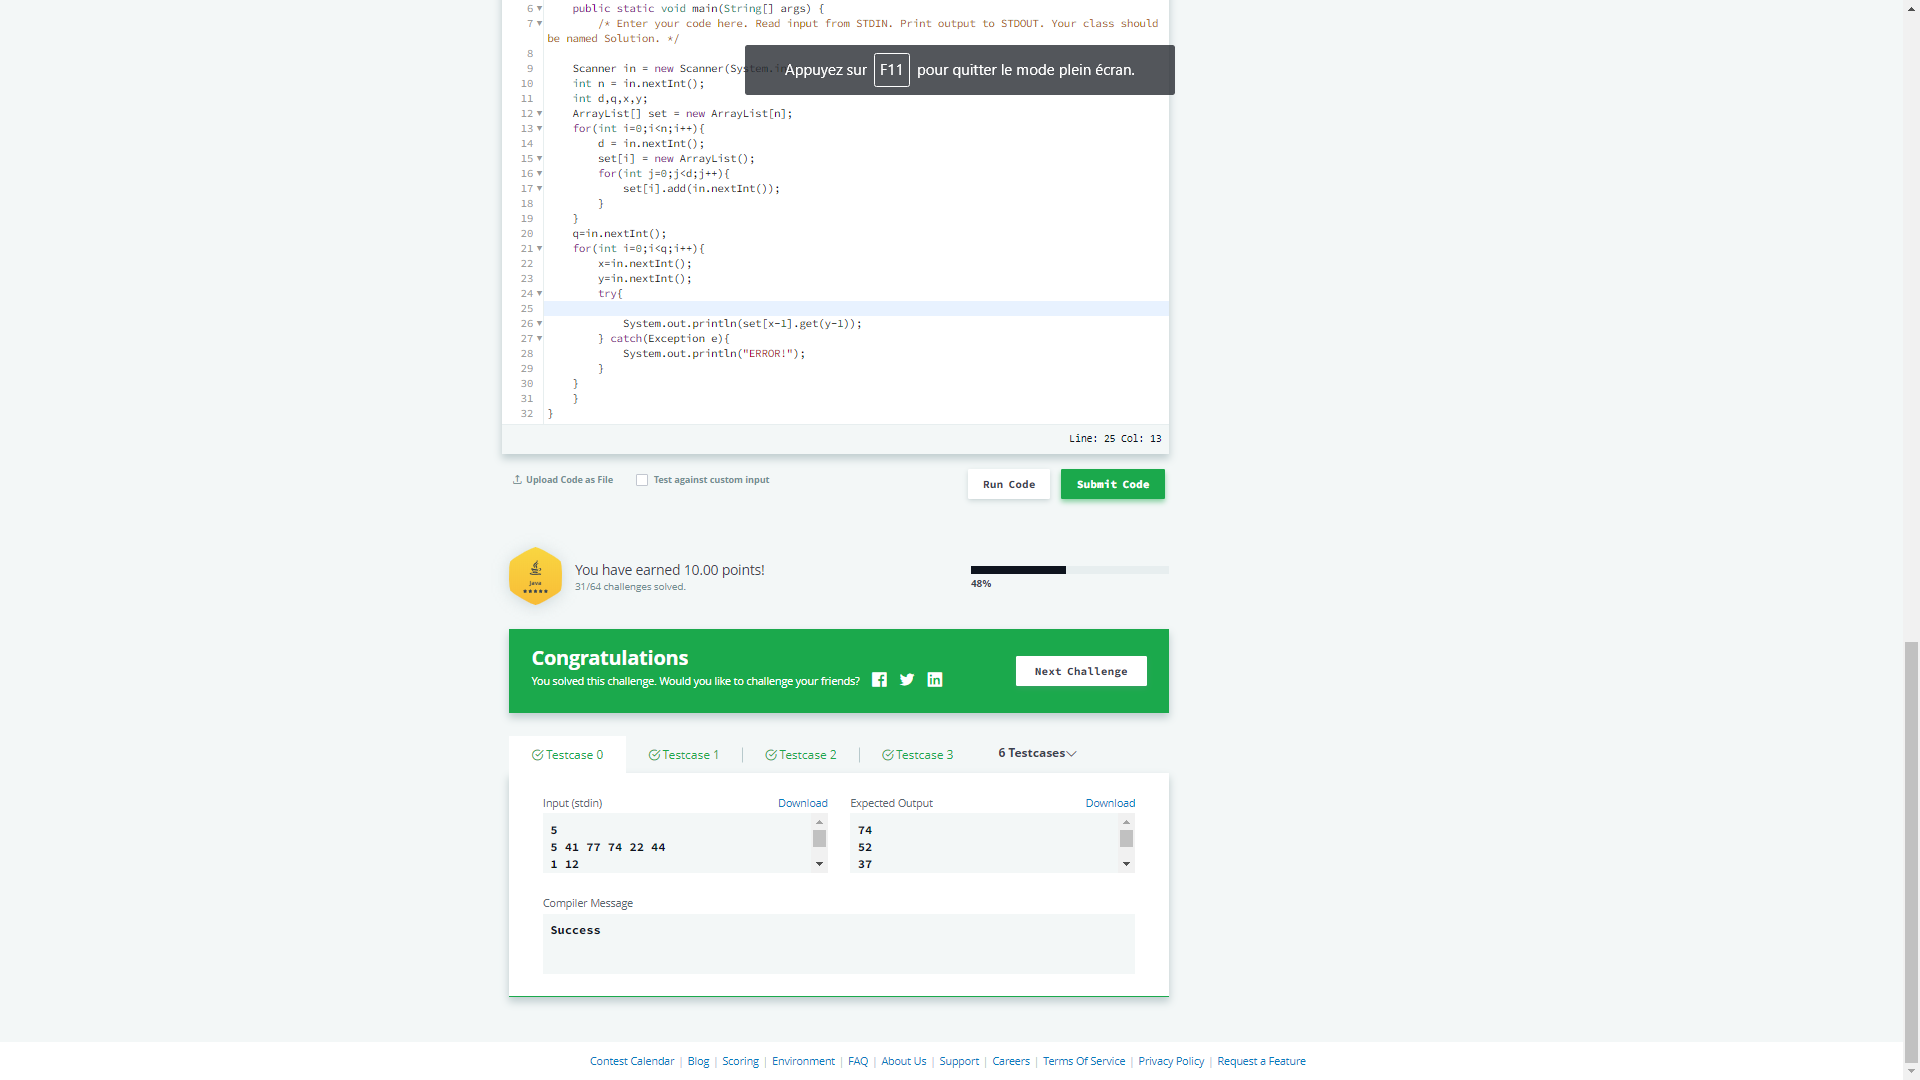 6 public static void main(String[] args) {
7 /* Enter your code here. Read input from STDIN. Print output to STDOUT. Your class should
be named Solution. */
8
9 Scanner in = new Scanner(System.in
Appuyez sur F11 pour quitter le mode plein écran.
10 int n = in.nextInt();
11 int d,q,x,y;
12 ArrayList[] set = new ArrayList[n];
13 for(int i=0;i<n;i++){
14 d = in.nextInt();
15 set[i] = new ArrayList();
16 for(int j=0;j<d;j++){
17 set[i].add(in.nextInt());
18 }
19 }
20 q=in.nextInt();
21 for(int i=0;i<q;i++){
22 x=in.nextInt();
23 y=in.nextInt();
24 try{
25
26 System.out.println(set[x-1].get(y-1));
27 } catch(Exception e){
28 System.out.println("ERROR!");
29 }
30 }
31 }
32 }
Line: 25 Col: 13
Upload Code as File Test against custom input Run Code Submit Code
Java
You have earned 10.00 points!
31/64 challenges solved.
48%
Congratulations
You solved this challenge. Would you like to challenge your friends?
Next Challenge
Testcase 0 Testcase 1 Testcase 2 Testcase 3 6 Testcases
Input (stdin) Download Expected Output Download
5
5 41 77 74 22 44
1 12
74
52
37
Compiler Message
Success
Contest Calendar | Blog | Scoring | Environment | FAQ | About Us | Support | Careers | Terms Of Service | Privacy Policy | Request a Feature